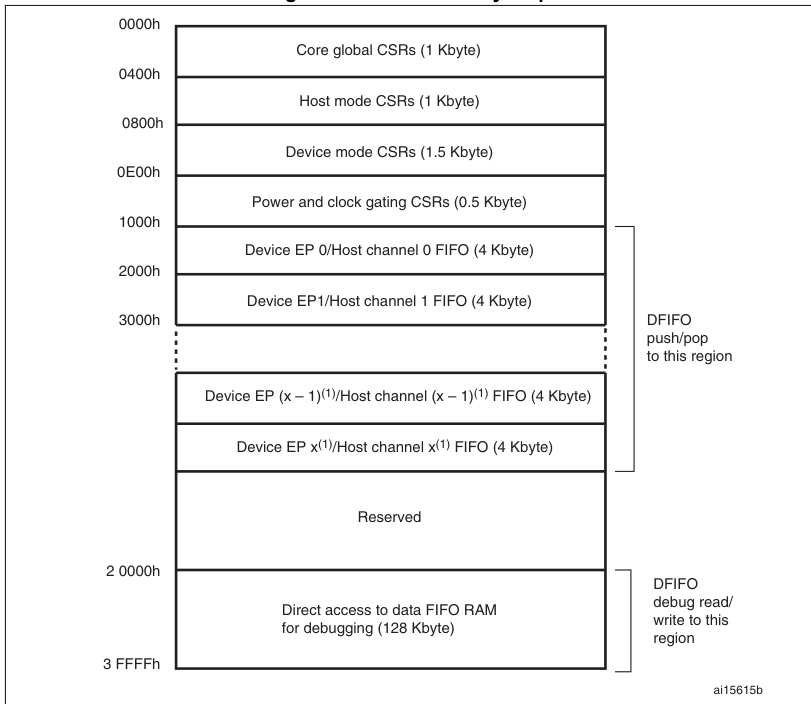 0000h
Core global CSRs (1 Kbyte)
0400h
Host mode CSRs (1 Kbyte)
0800h
Device mode CSRs (1.5 Kbyte)
0E00h
Power and clock gating CSRs (0.5 Kbyte)
1000h
Device EP 0/Host channel 0 FIFO (4 Kbyte)
2000h
Device EP1/Host channel 1 FIFO (4 Kbyte)
3000h
DFIFO
push/pop
to this region
Device EP (x – 1)(1)/Host channel (x – 1)(1) FIFO (4 Kbyte)
Device EP x(1)/Host channel x(1) FIFO (4 Kbyte)
Reserved
2 0000h
Direct access to data FIFO RAM
for debugging (128 Kbyte)
DFIFO
debug read/
write to this
region
3 FFFFh
ai15615b